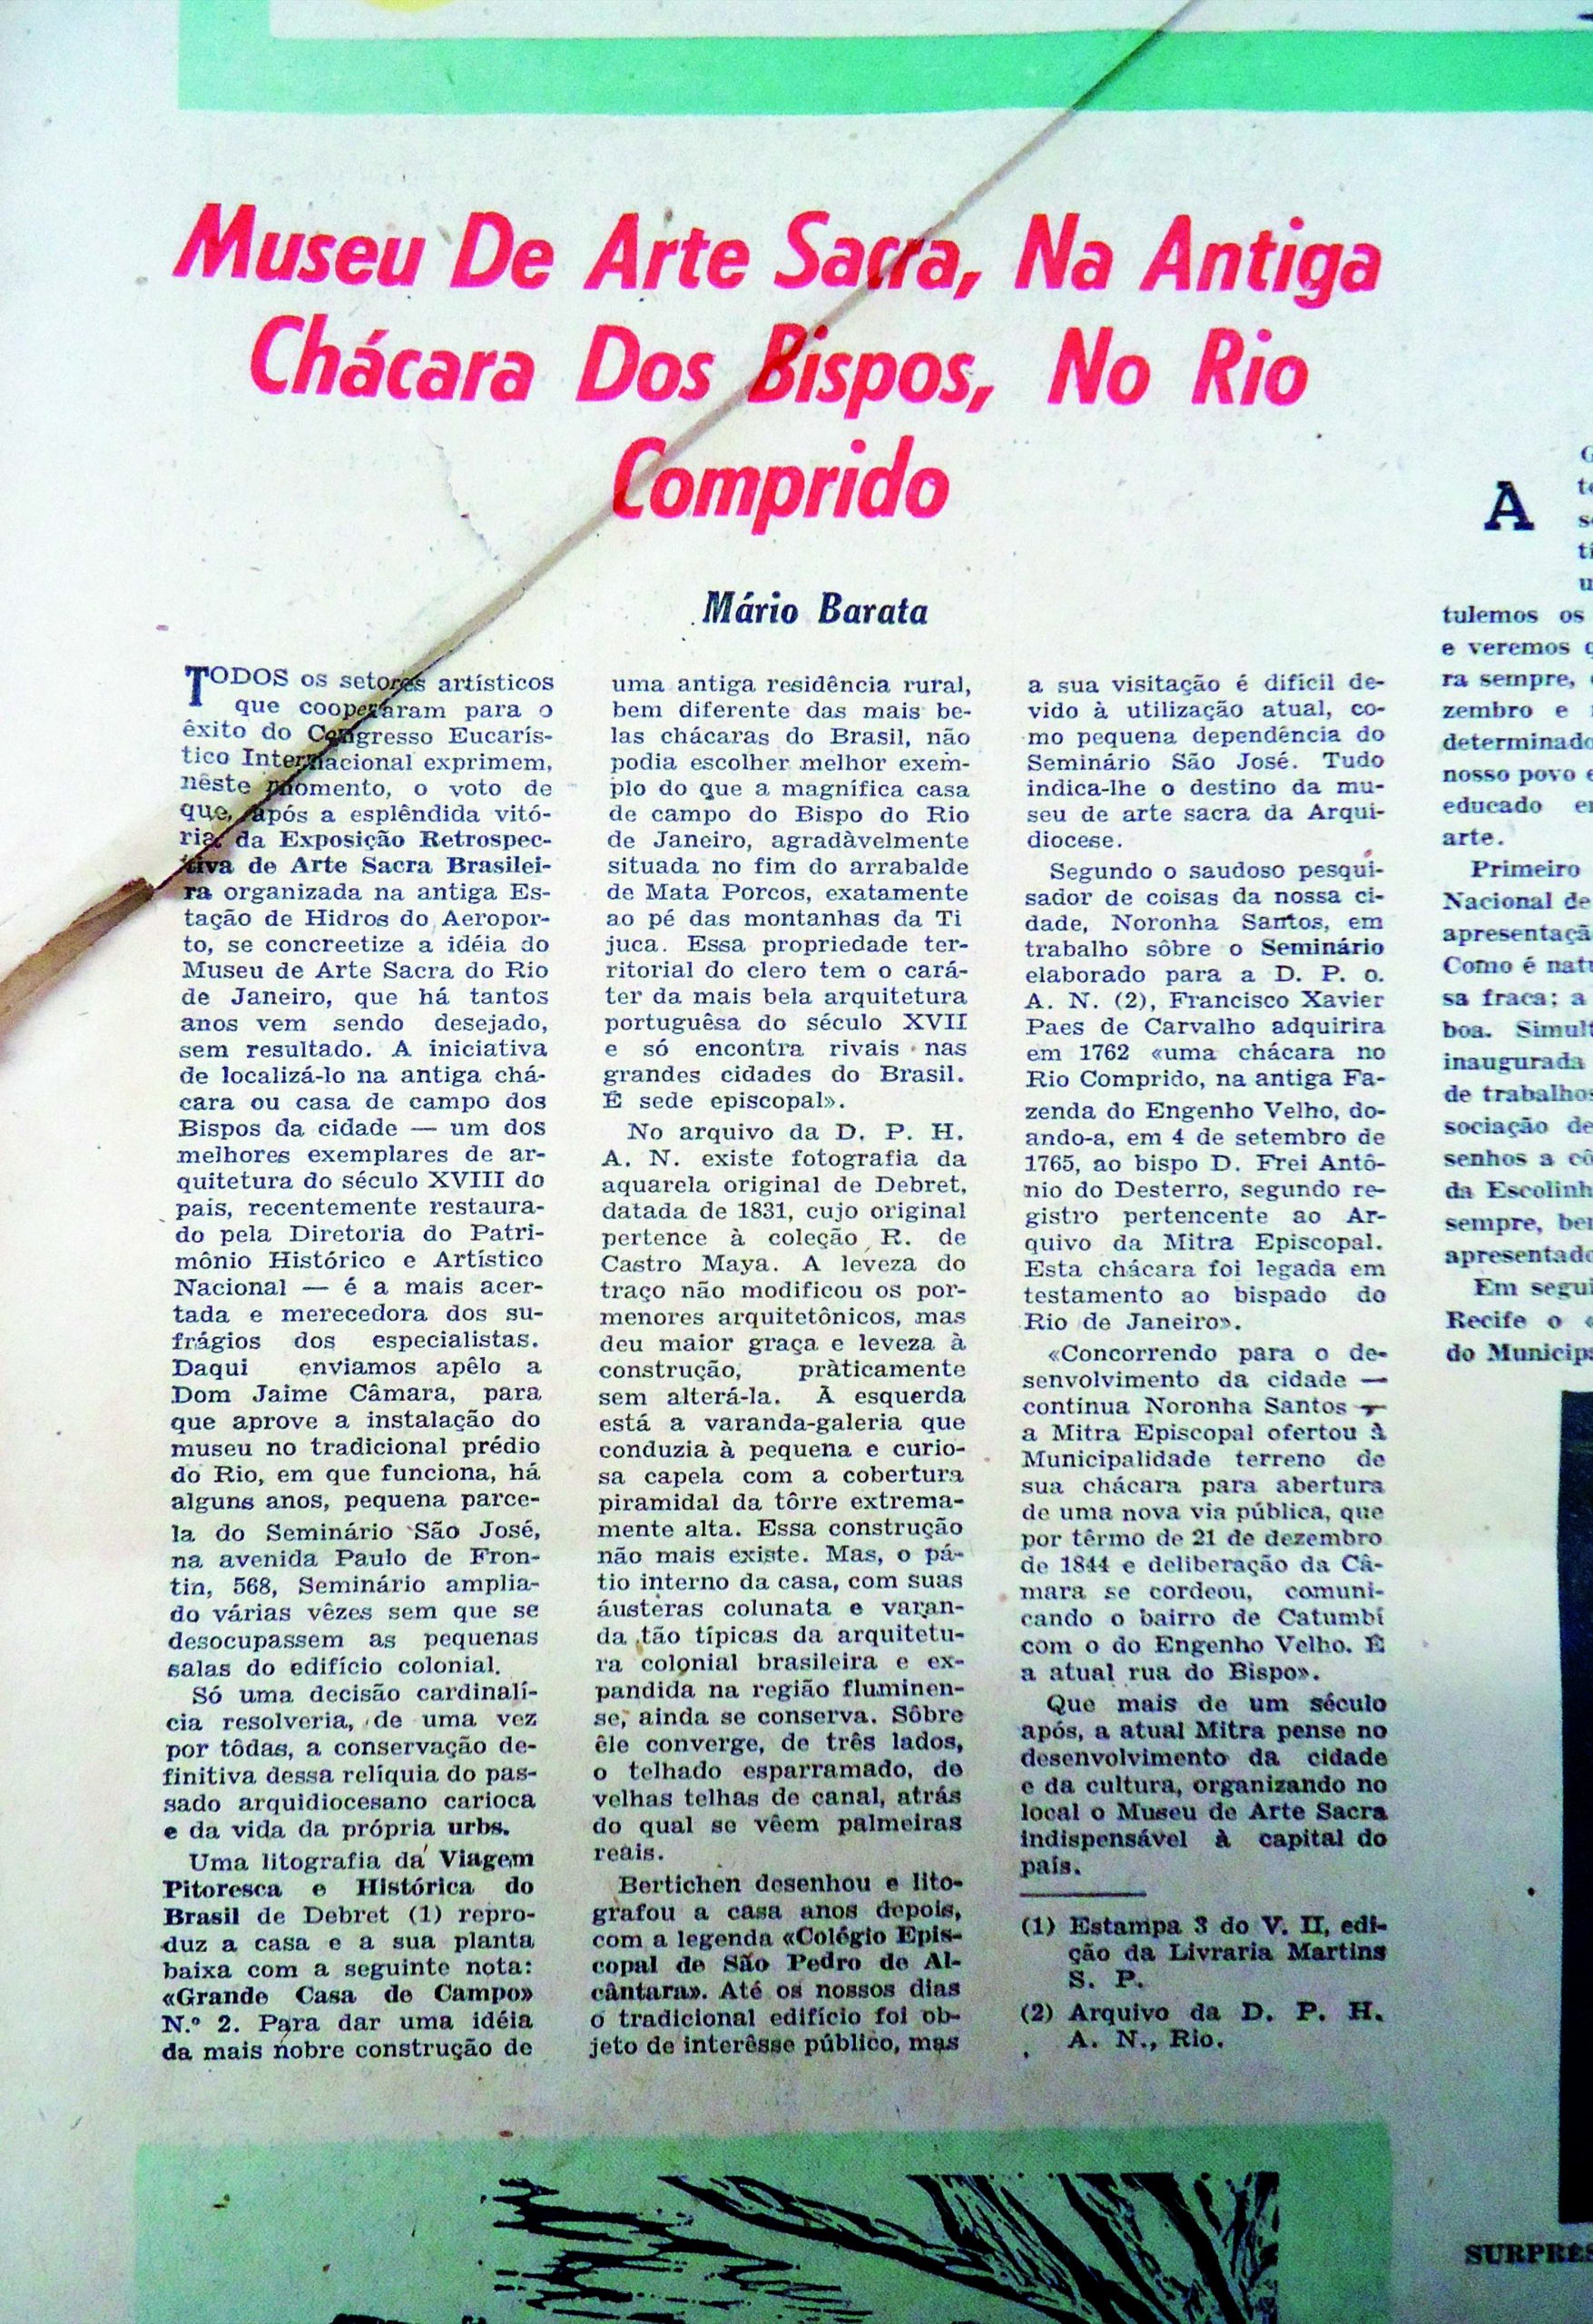 Museu De Arte Sacra, Na Antiga
Chácara Dos Bispos, No Rio
Comprido
Mário Barata
TODOS os setores artísticos
que cooperaram para o
êxito do Congresso Eucarís-
tico Internacional exprimem,
nêste momento, o voto de
que, após a esplêndida vitó-
ria da Exposição Retrospec-
tiva de Arte Sacra Brasilei-
ra organizada na antiga Es-
tação de Hidros do Aeropor-
to, se concreetize a idéia do
Museu de Arte Sacra do Rio
de Janeiro, que há tantos
anos vem sendo desejado,
sem resultado. A iniciativa
de localizá-lo na antiga chá-
cara ou casa de campo dos
Bispos da cidade — um dos
melhores exemplares de ar-
quitetura do século XVIII do
país, recentemente restaura-
do pela Diretoria do Patri-
mônio Histórico e Artístico
Nacional — é a mais acer-
tada e merecedora dos su-
frágios dos especialistas.
Daqui enviamos apêlo a
Dom Jaime Câmara, para
que aprove a instalação do
museu no tradicional prédio
do Rio, em que funciona, há
alguns anos, pequena parce-
la do Seminário São José,
na avenida Paulo de Fron-
tin, 568, Seminário amplia-
do várias vêzes sem que se
desocupassem as pequenas
salas do edifício colonial.
Só uma decisão cardinalí-
cia resolveria, de uma vez
por tôdas, a conservação de-
finitiva dessa relíquia do pas-
sado arquidiocesano carioca
e da vida da própria urbs.
Uma litografia da Viagem
Pitoresca e Histórica do
Brasil de Debret (1) repro-
duz a casa e a sua planta
baixa com a seguinte nota:
«Grande Casa de Campo»
N.º 2. Para dar uma idéia
da mais nobre construção de
uma antiga residência rural,
bem diferente das mais be-
las chácaras do Brasil, não
podia escolher melhor exem-
plo do que a magnífica casa
de campo do Bispo do Rio
de Janeiro, agradàvelmente
situada no fim do arrabalde
de Mata Porcos, exatamente
ao pé das montanhas da Ti
juca. Essa propriedade ter-
ritorial do clero tem o cará-
ter da mais bela arquitetura
portuguêsa do século XVII
e só encontra rivais nas
grandes cidades do Brasil.
É sede episcopal».
No arquivo da D. P. H.
A. N. existe fotografia da
aquarela original de Debret,
datada de 1831, cujo original
pertence à coleção R. de
Castro Maya. A leveza do
traço não modificou os por-
menores arquitetônicos, mas
deu maior graça e leveza à
construção, pràticamente
sem alterá-la. À esquerda
está a varanda-galeria que
conduzia à pequena e curio-
sa capela com a cobertura
piramidal da tôrre extrema-
mente alta. Essa construção
não mais existe. Mas, o pá-
tio interno da casa, com suas
áusteras colunata e varan-
da tão típicas da arquitetu-
ra colonial brasileira e ex-
pandida na região fluminen-
se, ainda se conserva. Sôbre
êle converge, de três lados,
o telhado esparramado, de
velhas telhas de canal, atrás
do qual se vêem palmeiras
reais.
Bertichen desenhou e lito-
grafou a casa anos depois,
com a legenda «Colégio Epis-
copal de São Pedro de Al-
cântara». Até os nossos dias
o tradicional edifício foi ob-
jeto de interêsse público, mas
a sua visitação é difícil de-
vido à utilização atual, co-
mo pequena dependência do
Seminário São José. Tudo
indica-lhe o destino da mu-
seu de arte sacra da Arqui-
diocese.
Segundo o saudoso pesqui-
sador de coisas da nossa ci-
dade, Noronha Santos, em
trabalho sôbre o Seminário
elaborado para a D. P. o.
A. N. (2), Francisco Xavier
Paes de Carvalho adquirira
em 1762 «uma chácara no
Rio Comprido, na antiga Fa-
zenda do Engenho Velho, do-
ando-a, em 4 de setembro de
1765, ao bispo D. Frei Antô-
nio do Desterro, segundo re-
gistro pertencente ao Ar-
quivo da Mitra Episcopal.
Esta chácara foi legada em
testamento ao bispado do
Rio de Janeiro».
«Concorrendo para o de-
senvolvimento da cidade —
continua Noronha Santos —
a Mitra Episcopal ofertou à
Municipalidade terreno de
sua chácara para abertura
de uma nova via pública, que
por têrmo de 21 de dezembro
de 1844 e deliberação da Câ-
mara se cordeou, comuni-
cando o bairro de Catumbi
com o do Engenho Velho. É
a atual rua do Bispo».
Que mais de um século
após, a atual Mitra pense no
desenvolvimento da cidade
e da cultura, organizando no
local o Museu de Arte Sacra
indispensável à capital do
país.
(1) Estampa 3 do V. II, edi-
ção da Livraria Martins
S. P.
(2) Arquivo da D. P. H.
A. N., Rio.
A
tulemos os
e veremos
ra sempre,
zembro e
determinado
nosso povo
educado
arte.
Primeiro
Nacional de
apresentaçã
Como é natu
sa fraca; a
boa. Simult
inaugurada
de trabalhos
sociação de
senhos a
da Escolinh
sempre, bem
apresentado
Em segui
Recife o
do Municip
SURPRES